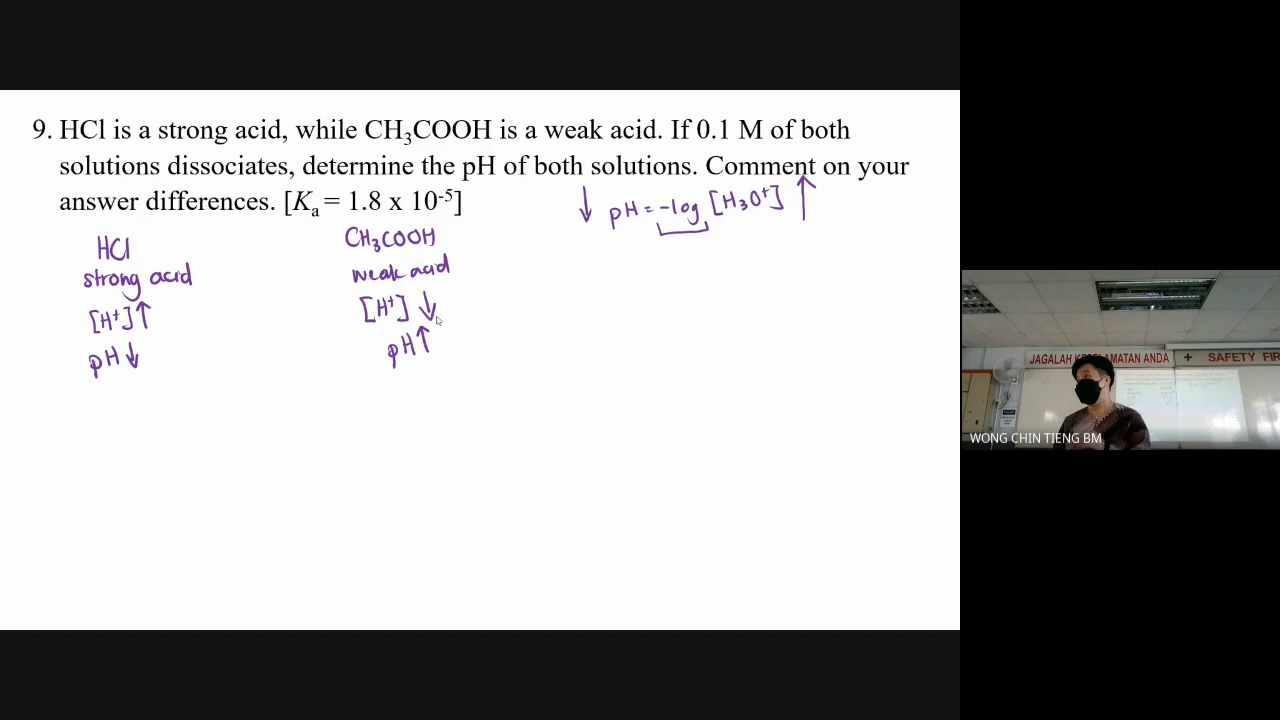 9. HCl is a strong acid, while CH₃COOH is a weak acid. If 0.1 M of both
solutions dissociates, determine the pH of both solutions. Comment on your
answer differences. [Kₐ = 1.8 x 10⁻⁵]
↓ pH = -log [H₃O⁺] ↑
HCl
strong acid
[H⁺] ↑
pH ↓
CH₃COOH
weak acid
[H⁺] ↓
pH ↑
JAGALAH KESELAMATAN ANDA
+ SAFETY FIR
WONG CHIN TIENG BM